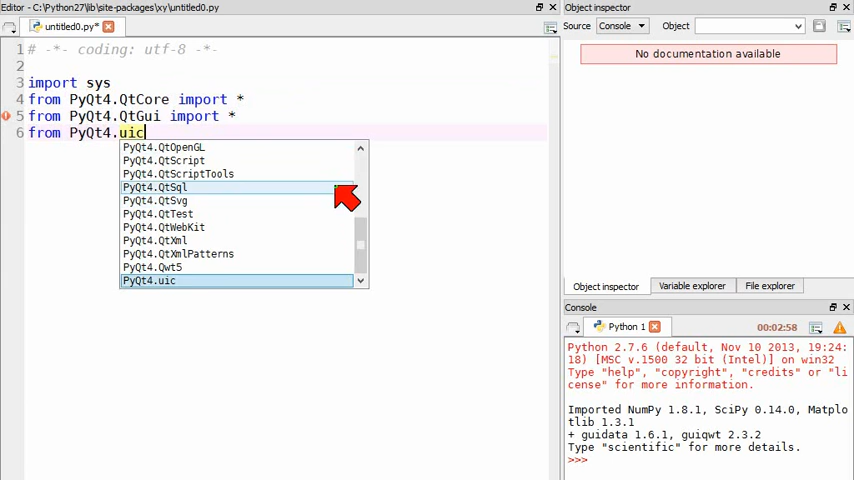 Editor - C:\Python27\lib\site-packages\xy\untitled0.py
untitled0.py*
1 # -*- coding: utf-8 -*-
2
3 import sys
4 from PyQt4.QtCore import *
5 from PyQt4.QtGui import *
6 from PyQt4.uic
PyQt4.QtOpenGL
PyQt4.QtScript
PyQt4.QtScriptTools
PyQt4.QtSql
PyQt4.QtSvg
PyQt4.QtTest
PyQt4.QtWebKit
PyQt4.QtXml
PyQt4.QtXmlPatterns
PyQt4.Qwt5
PyQt4.uic
Object inspector
Source Console Object
No documentation available
Object inspector Variable explorer File explorer
Console
Python 1 00:02:58
Python 2.7.6 (default, Nov 10 2013, 19:24:
18) [MSC v.1500 32 bit (Intel)] on win32
Type "help", "copyright", "credits" or "li
cense" for more information.
Imported NumPy 1.8.1, SciPy 0.14.0, Matplo
tlib 1.3.1
+ guidata 1.6.1, guiqwt 2.3.2
Type "scientific" for more details.
>>>